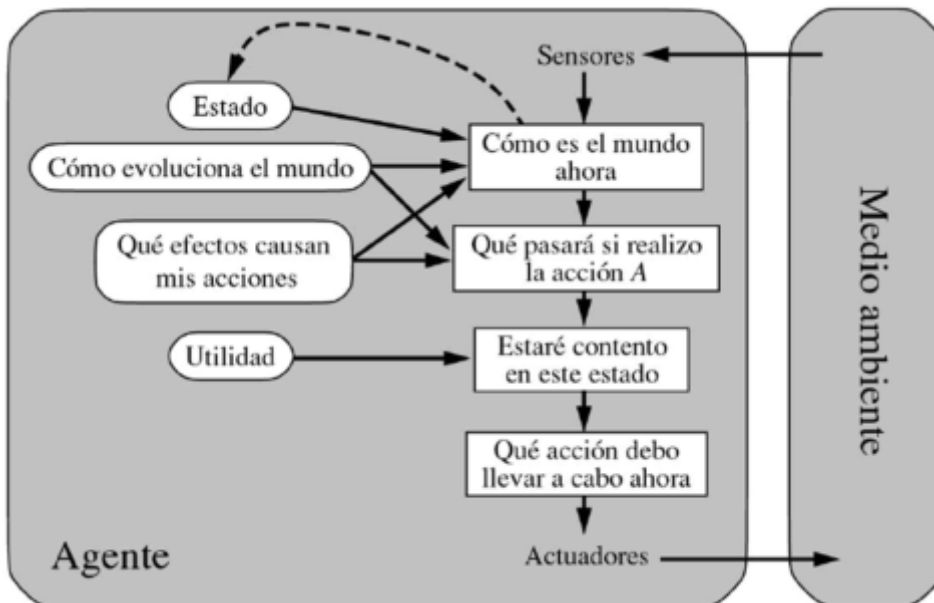 Sensores
Estado
Cómo es el mundo
ahora
Cómo evoluciona el mundo
Qué efectos causan
mis acciones
Qué pasará si realizo
la acción A
Utilidad
Estaré contento
en este estado
Qué acción debo
llevar a cabo ahora
Agente
Actuadores
Medio ambiente